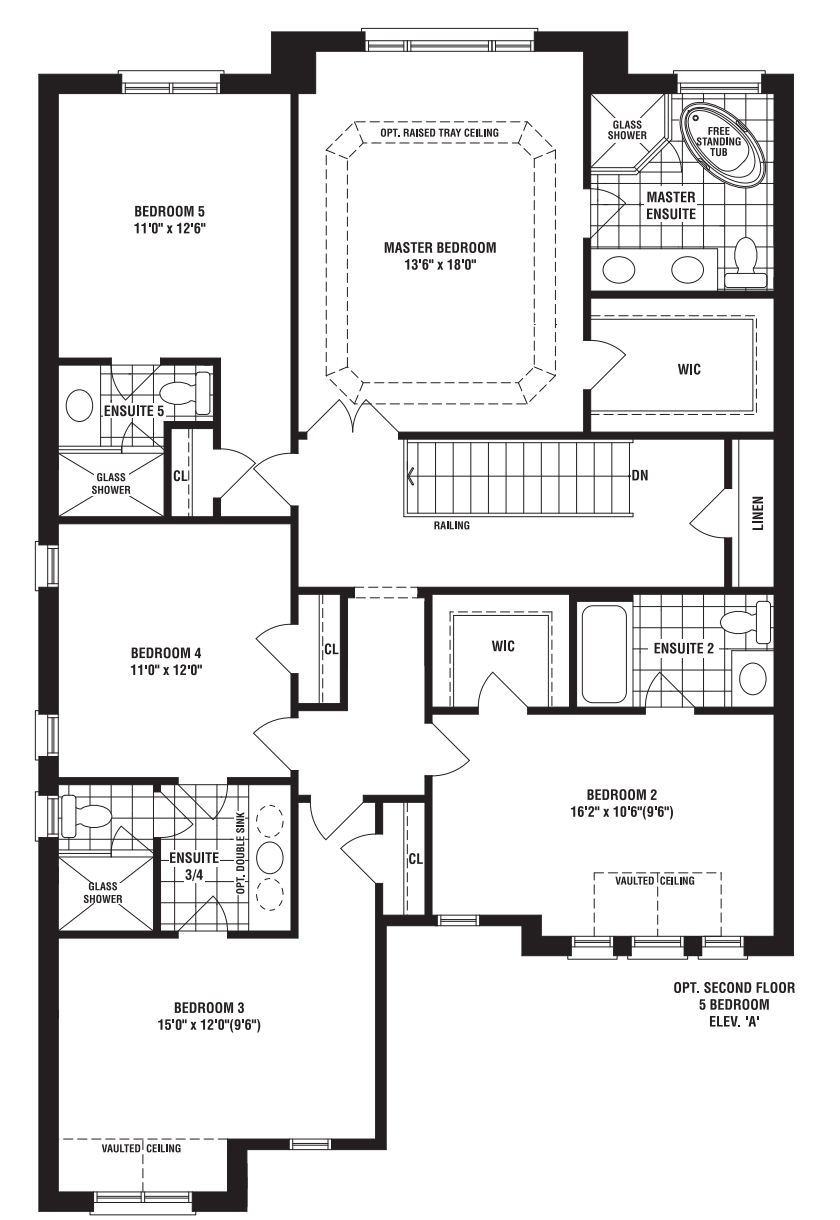 OPT. RAISED TRAY CEILING
GLASS
SHOWER
FREE
STANDING
TUB
BEDROOM 5
11'0" x 12'6"
MASTER
ENSUITE
MASTER BEDROOM
13'6" x 18'0"
WIC
ENSUITE 5
CL
GLASS
SHOWER
DN
RAILING
LINEN
BEDROOM 4
11'0" x 12'0"
CL
WIC
ENSUITE 2
BEDROOM 2
16'2" x 10'6"(9'6")
OPT. DOUBLE SINK
ENSUITE
3/4
CL
GLASS
SHOWER
VAULTED CEILING
OPT. SECOND FLOOR
5 BEDROOM
ELEV. 'A'
BEDROOM 3
15'0" x 12'0"(9'6")
VAULTED CEILING